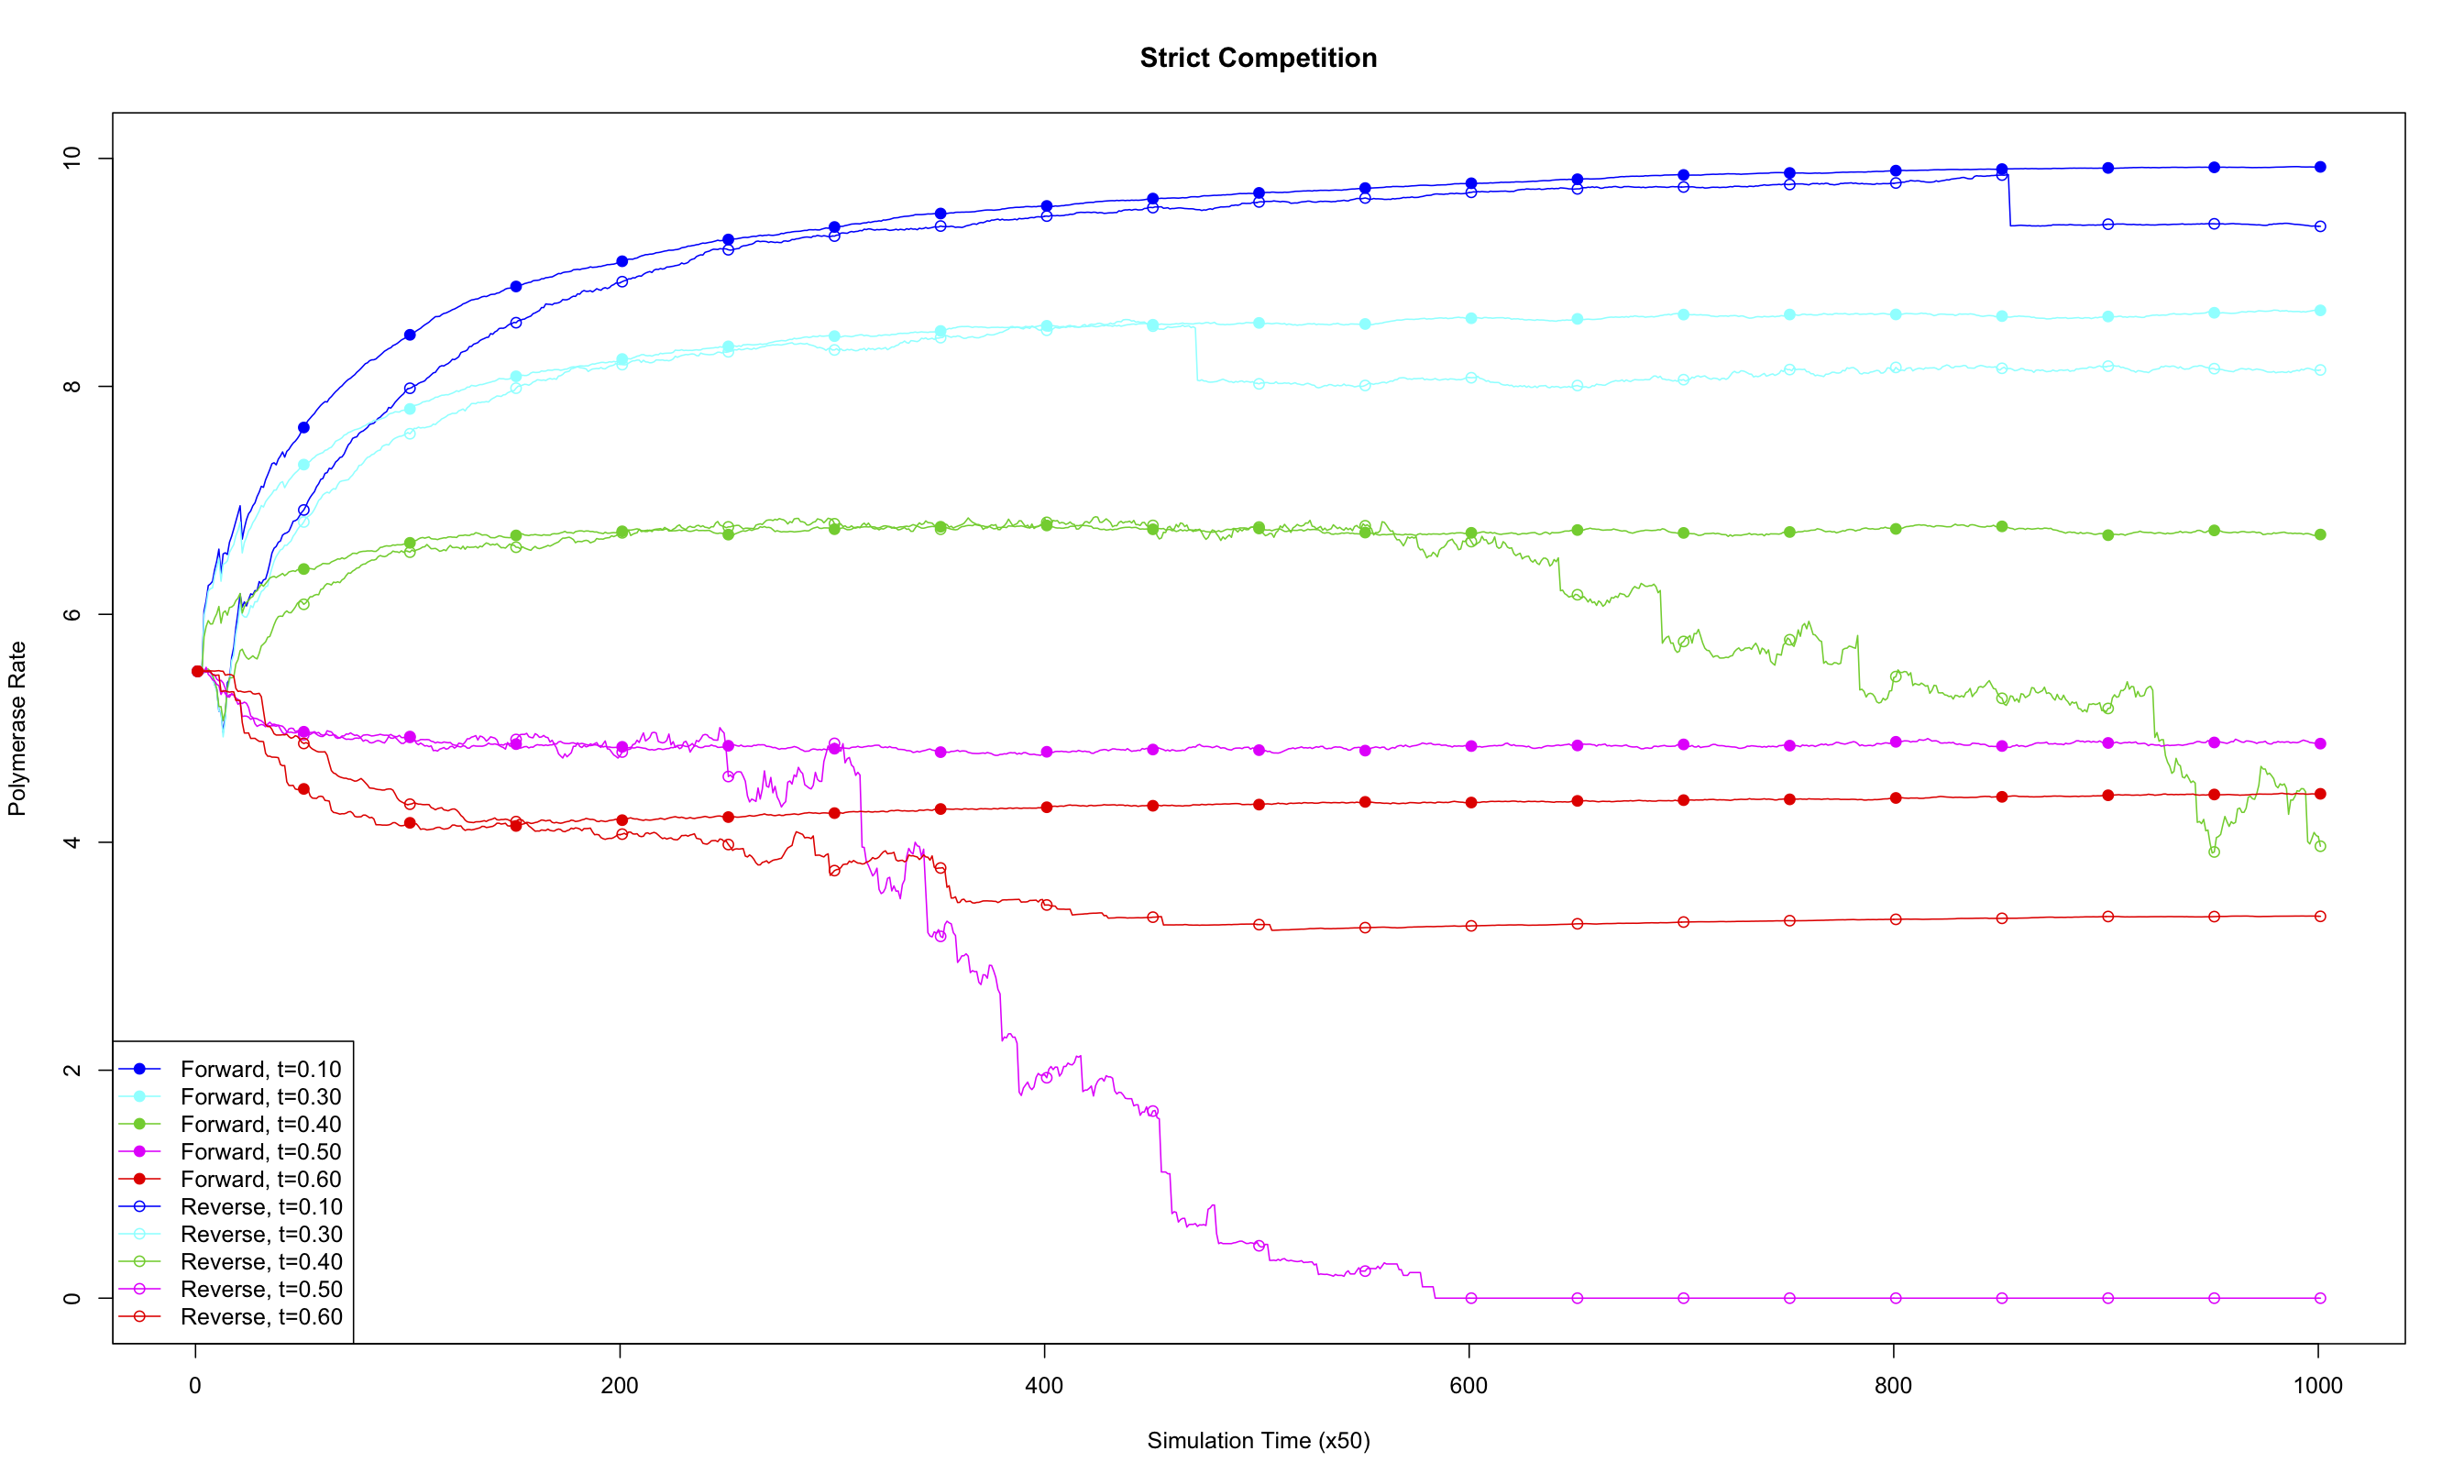 Strict Competition
Polymerase Rate
10
8
6
4
2
0
Forward, t=0.10
Forward, t=0.30
Forward, t=0.40
Forward, t=0.50
Forward, t=0.60
Reverse, t=0.10
Reverse, t=0.30
Reverse, t=0.40
Reverse, t=0.50
Reverse, t=0.60
0 200 400 600 800 1000
Simulation Time (x50)